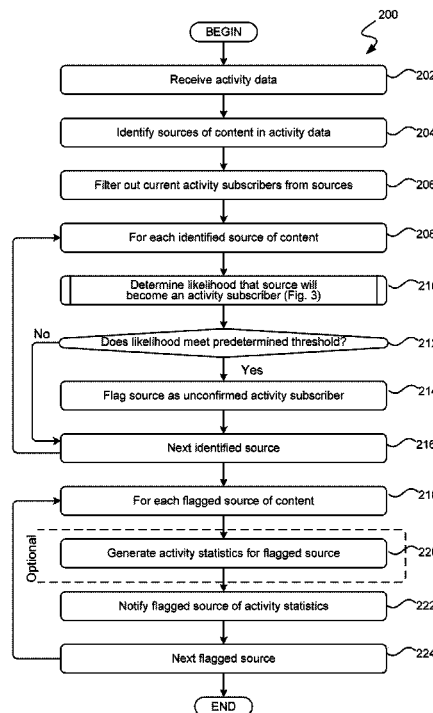 200
BEGIN
Receive activity data
202
Identify sources of content in activity data
204
Filter out current activity subscribers from sources
206
For each identified source of content
208
Determine likelihood that source will
become an activity subscriber (Fig. 3)
210
No
Does likelihood meet predetermined threshold?
212
Yes
Flag source as unconfirmed activity subscriber
214
Next identified source
216
For each flagged source of content
218
Optional
Generate activity statistics for flagged source
220
Notify flagged source of activity statistics
222
Next flagged source
224
END